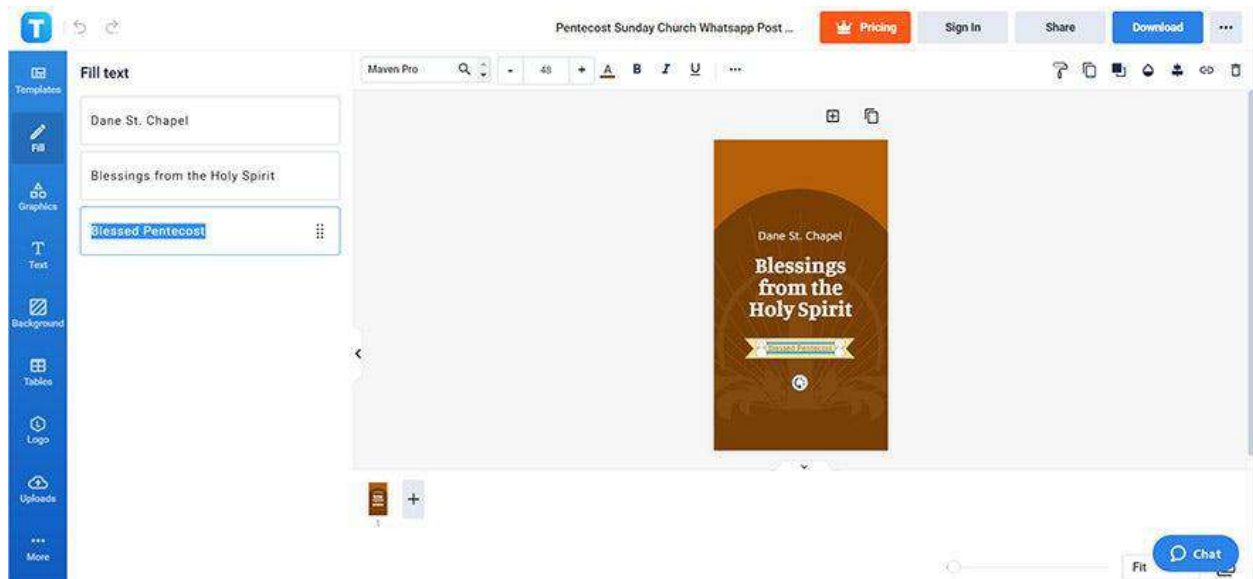 T
Pentecost Sunday Church Whatsapp Post ...
Pricing
Sign In
Share
Download
Templates
Fill
Graphics
Text
Background
Tables
Logo
Uploads
More
Fill text
Dane St. Chapel
Blessings from the Holy Spirit
Blessed Pentecost
Maven Pro
-
48
+
A
B
I
U
Dane St. Chapel
Blessings
from the
Holy Spirit
Blessed Pentecost
1
+
Fit
Chat